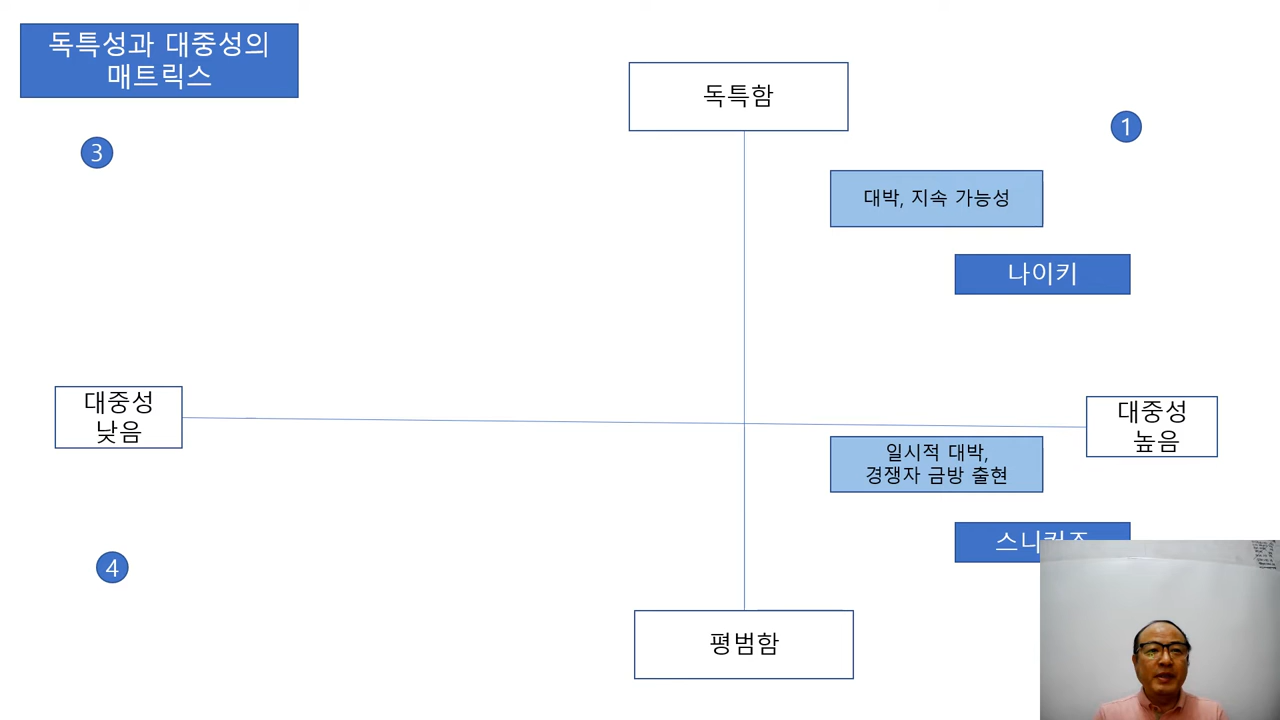 독특성과 대중성의
매트릭스
독특함
1
3
대박, 지속 가능성
나이키
대중성
낮음
대중성
높음
일시적 대박,
경쟁자 금방 출현
4
평범함